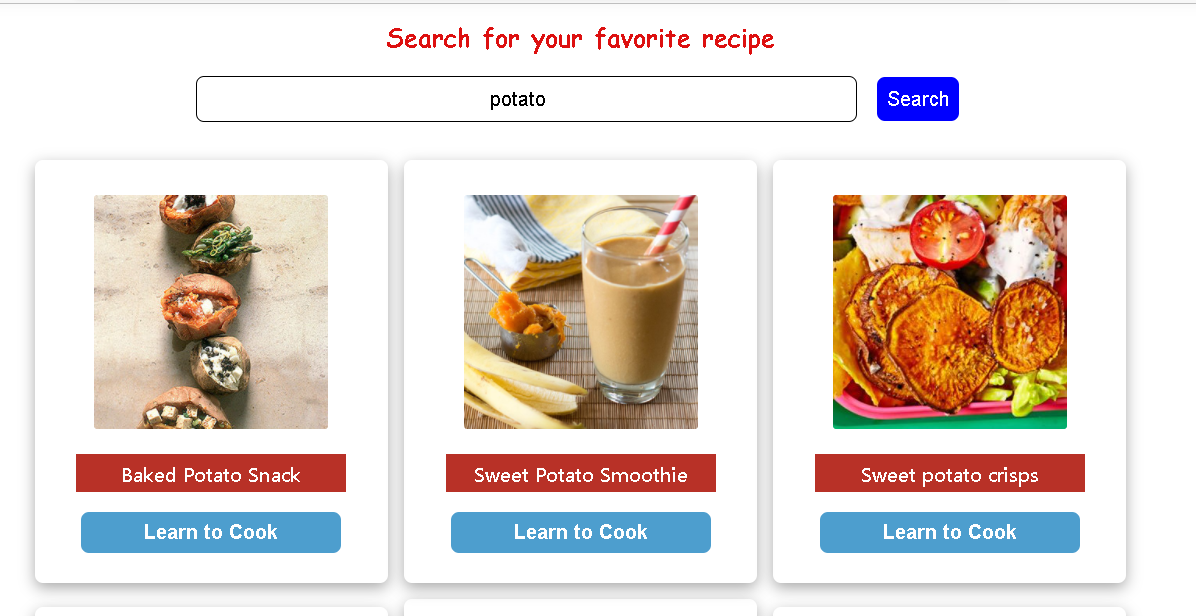 Search for your favorite recipe
potato
Search
Baked Potato Snack
Sweet Potato Smoothie
Sweet potato crisps
Learn to Cook
Learn to Cook
Learn to Cook